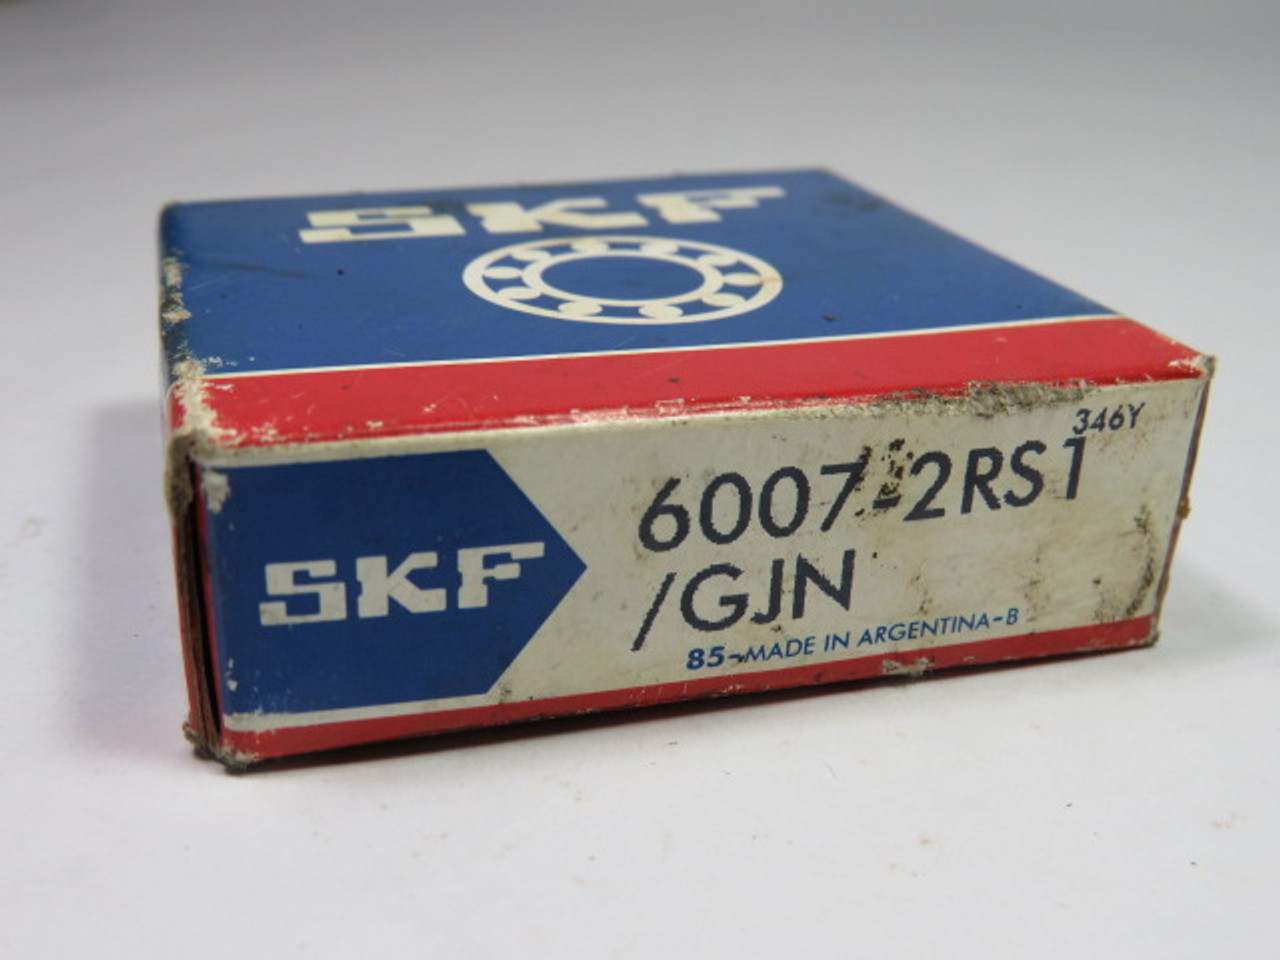 SKF
346Y
SKF
6007-2RS1
/GJN
85-MADE IN ARGENTINA-B